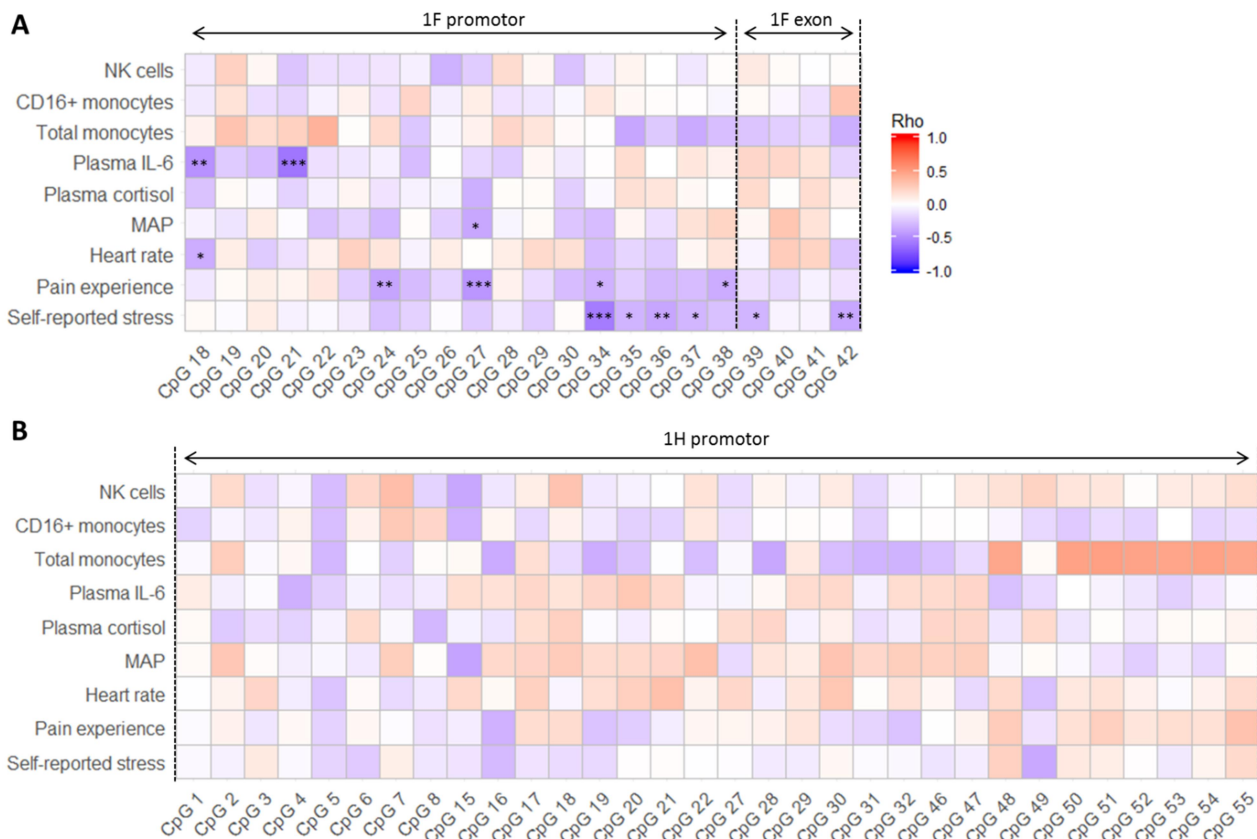 A
1F promotor
1F exon
NK cells
CD16+ monocytes
Total monocytes
Plasma IL-6
** ***
Plasma cortisol
MAP
*
Heart rate
*
Pain experience
** *** * *
Self-reported stress
*** * ** * * **
CpG 18 CpG 19 CpG 20 CpG 21 CpG 22 CpG 23 CpG 24 CpG 25 CpG 26 CpG 27 CpG 28 CpG 29 CpG 30 CpG 34 CpG 35 CpG 36 CpG 37 CpG 38 CpG 39 CpG 40 CpG 41 CpG 42
Rho
1.0
0.5
0.0
-0.5
-1.0
B
1H promotor
NK cells
CD16+ monocytes
Total monocytes
Plasma IL-6
Plasma cortisol
MAP
Heart rate
Pain experience
Self-reported stress
CpG 1 CpG 2 CpG 3 CpG 4 CpG 5 CpG 6 CpG 7 CpG 8 CpG 15 CpG 16 CpG 17 CpG 18 CpG 19 CpG 20 CpG 21 CpG 22 CpG 27 CpG 28 CpG 29 CpG 30 CpG 31 CpG 32 CpG 46 CpG 47 CpG 48 CpG 49 CpG 50 CpG 51 CpG 52 CpG 53 CpG 54 CpG 55